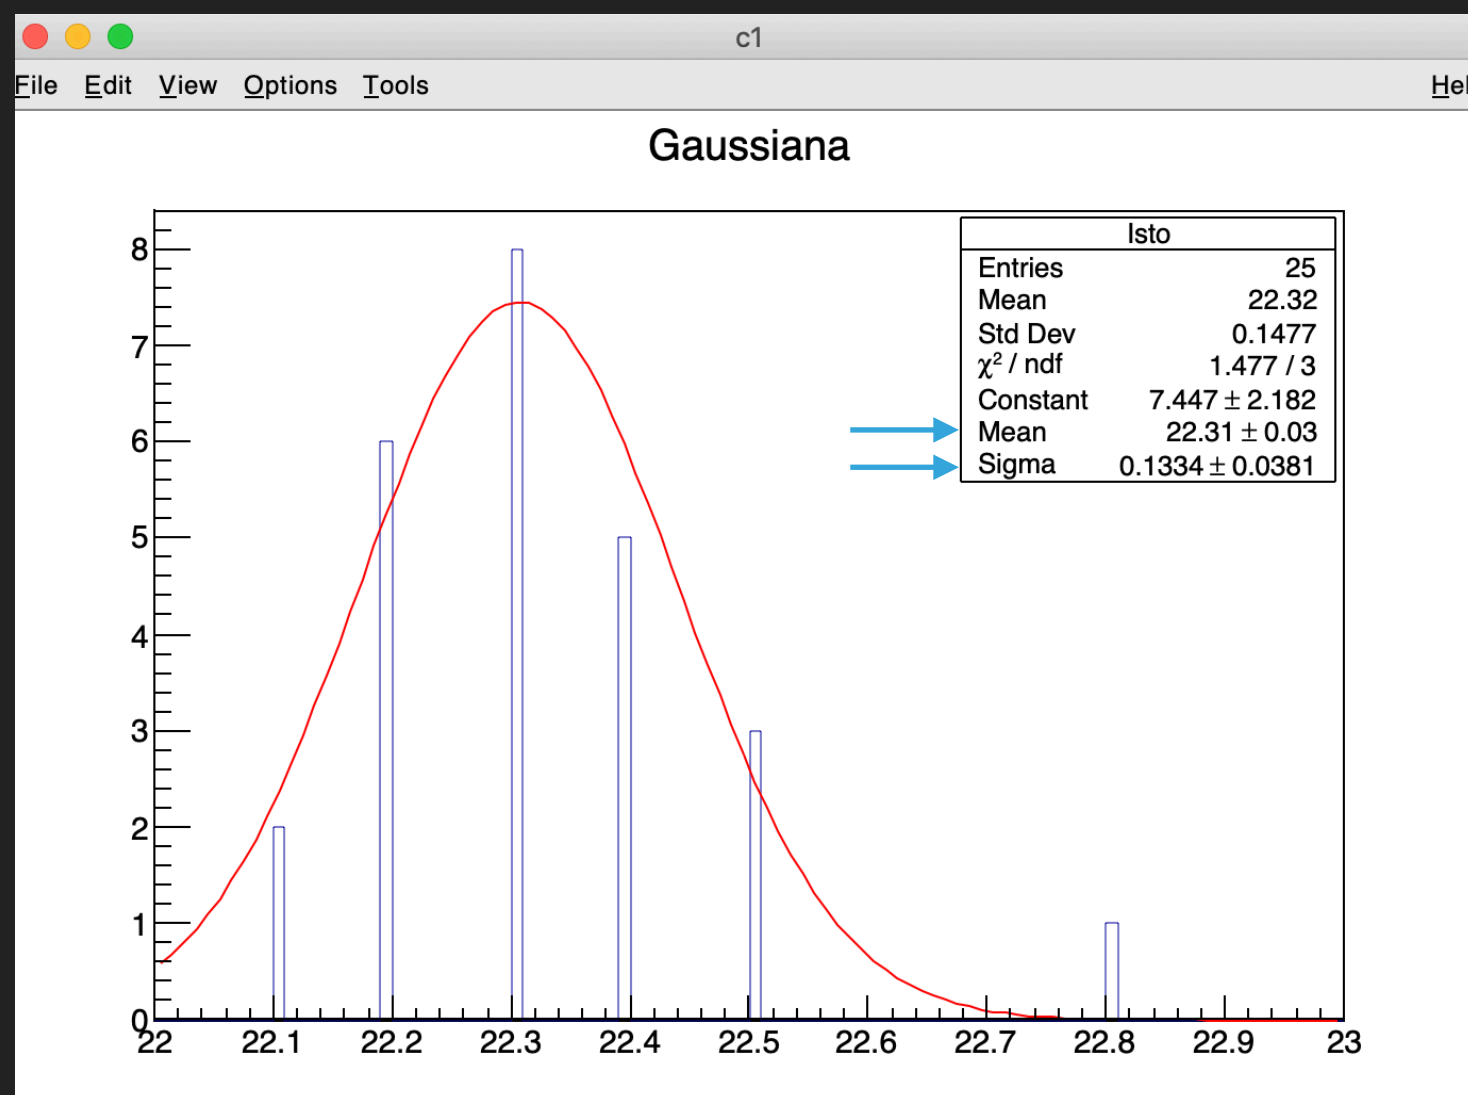 c1
File Edit View Options Tools Hel
Gaussiana
Isto
Entries 25
Mean 22.32
Std Dev 0.1477
χ² / ndf 1.477 / 3
Constant 7.447 ± 2.182
Mean 22.31 ± 0.03
Sigma 0.1334 ± 0.0381
8
7
6
5
4
3
2
1
0
22 22.1 22.2 22.3 22.4 22.5 22.6 22.7 22.8 22.9 23